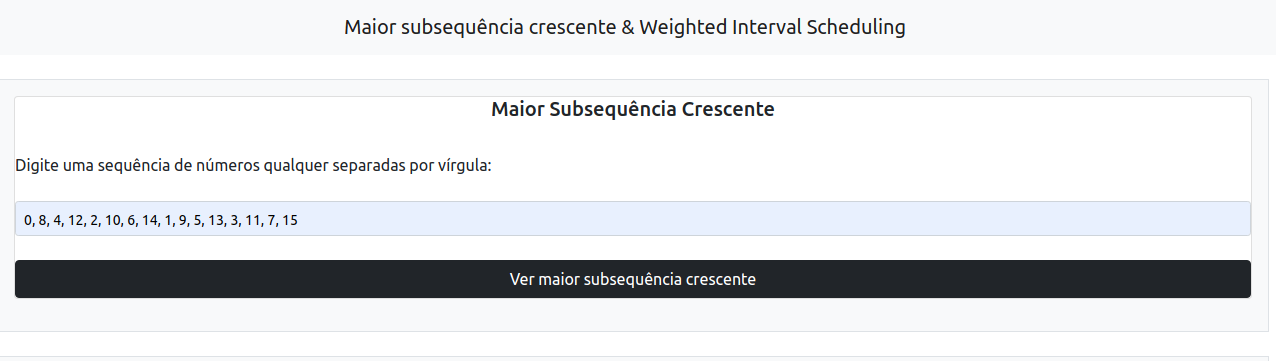 Maior subsequência crescente & Weighted Interval Scheduling
Maior Subsequência Crescente
Digite uma sequência de números qualquer separadas por vírgula:
0, 8, 4, 12, 2, 10, 6, 14, 1, 9, 5, 13, 3, 11, 7, 15
Ver maior subsequência crescente